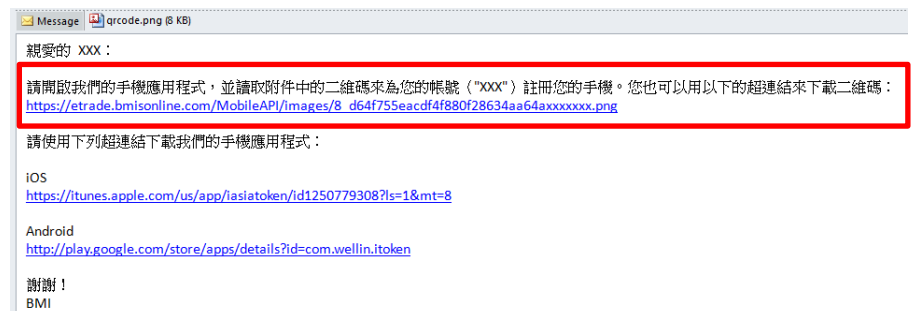 Message qrcode.png (8 KB)
親愛的 XXX：
請開啟我們的手機應用程式，並讀取附件中的二維碼來為您的帳號（"XXX"）註冊您的手機。您也可以用以下的超連結來下載二維碼：
https://etrade.bmisonline.com/MobileAPI/images/8_d64f755eacdf4f880f28634aa64axxxxxxx.png
請使用下列超連結下載我們的手機應用程式：
iOS
https://itunes.apple.com/us/app/iasiatoken/id1250779308?ls=1&mt=8
Android
http://play.google.com/store/apps/details?id=com.wellin.itoken
謝謝！
BMI